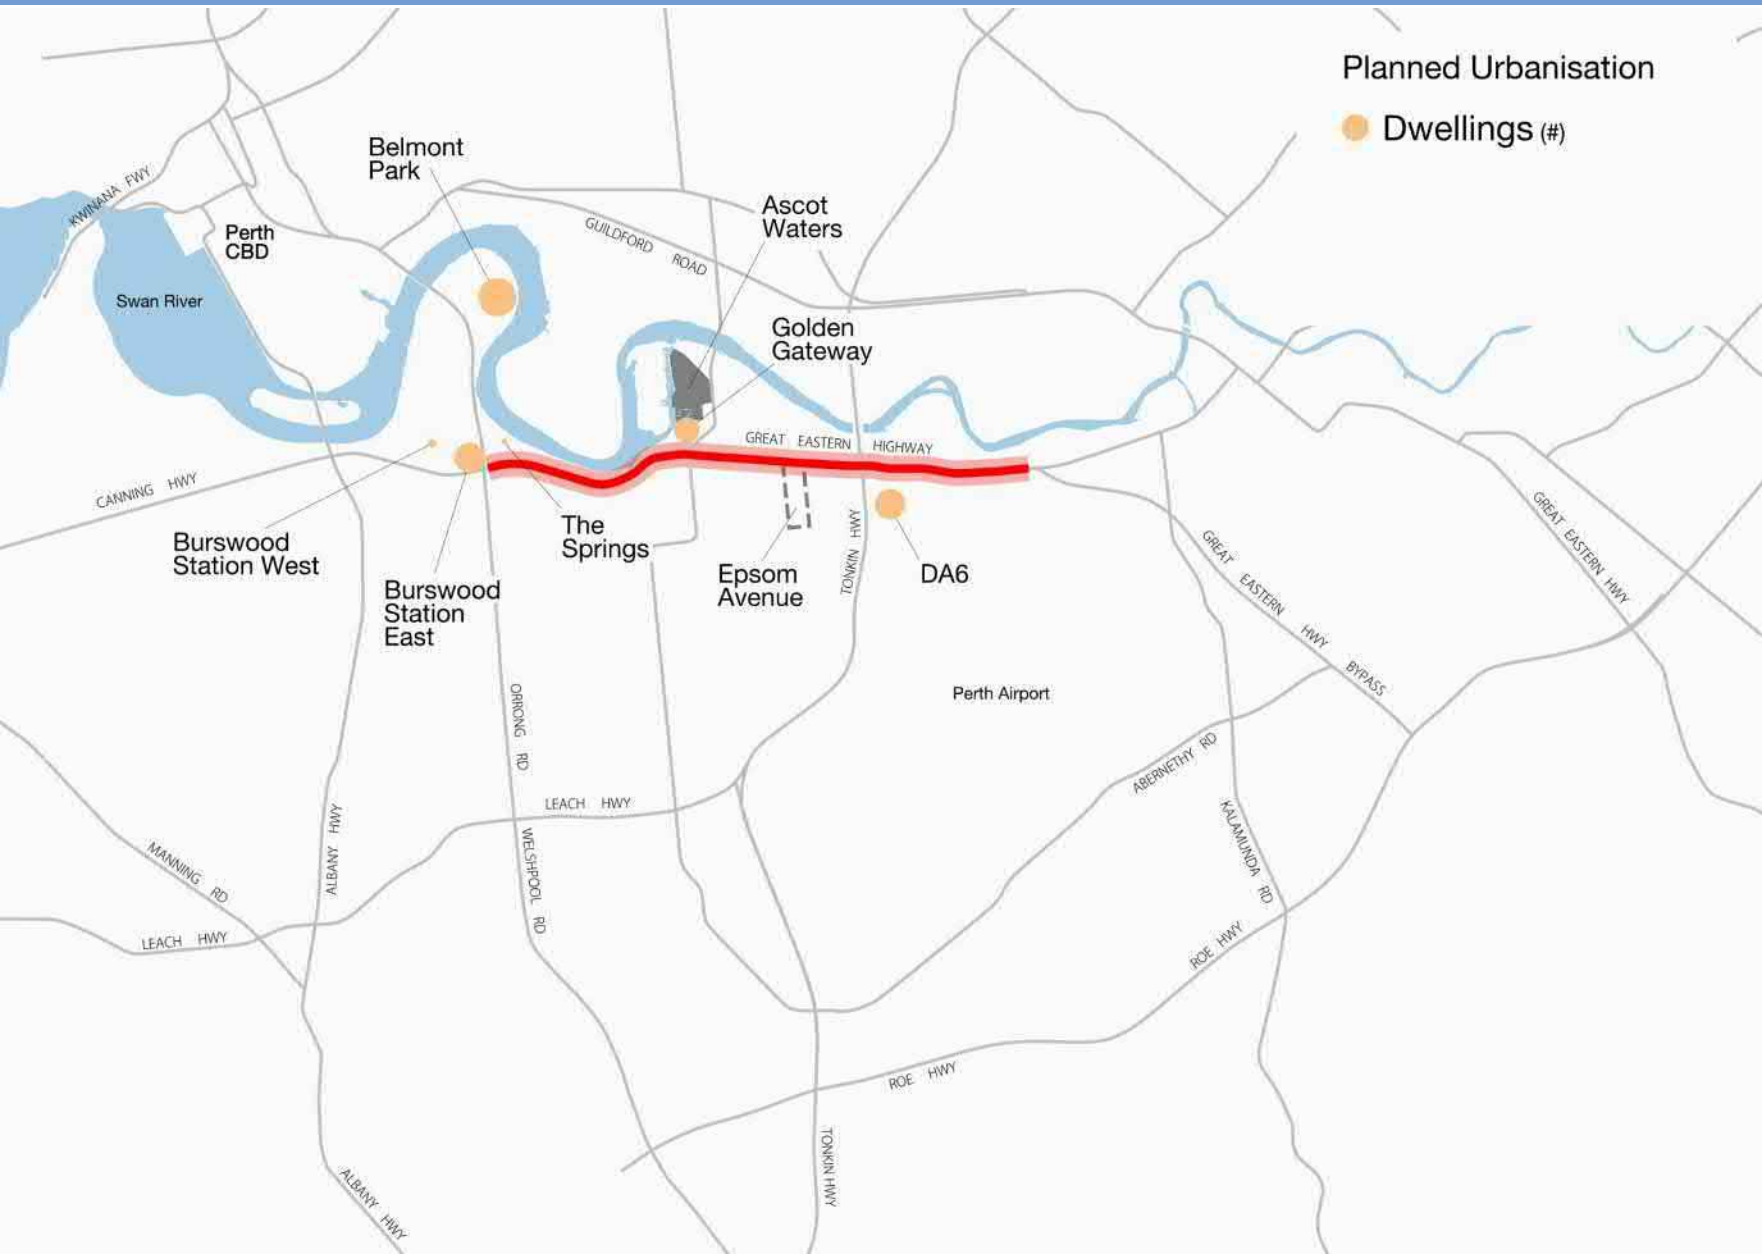 Planned Urbanisation
Dwellings (#)
Belmont
Park
KWINANA FWY
Ascot
Waters
Perth
CBD
GUILDFORD ROAD
Swan River
Golden
Gateway
GREAT EASTERN HIGHWAY
CANNING HWY
Burswood
Station West
The
Springs
Burswood
Station
East
Epsom
Avenue
TONKIN HWY
DA6
GREAT EASTERN HWY BYPASS
GREAT EASTERN HWY
Perth Airport
ORRONG RD
ABERNETHY RD
LEACH HWY
ALBANY HWY
WELSHPOOL RD
KALAMUNDA RD
MANNING RD
LEACH HWY
ROE HWY
ROE HWY
TONKIN HWY
ALBANY HWY